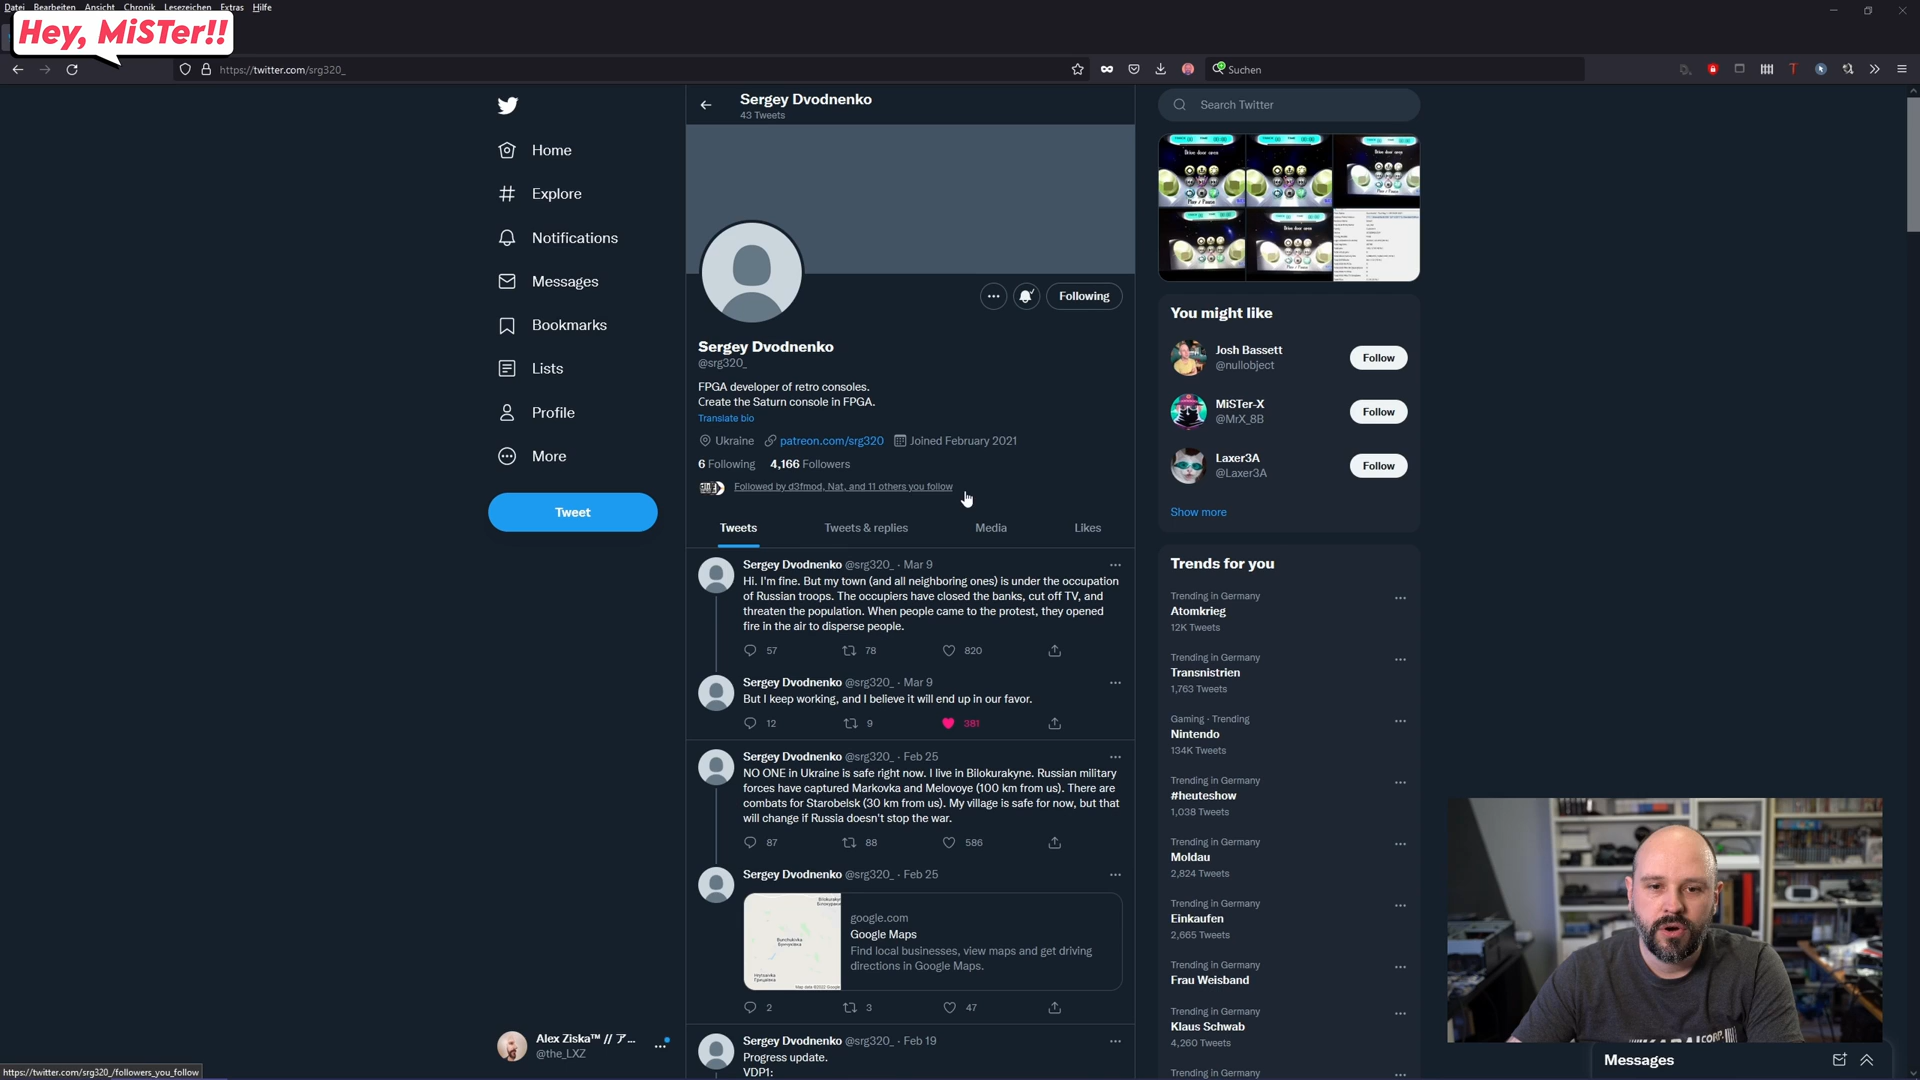 Datei Bearbeiten Ansicht Chronik Lesezeichen Extras Hilfe
Hey, MiSTer!!
https://twitter.com/srg320_
Suchen
Home
Explore
Notifications
Messages
Bookmarks
Lists
Profile
More
Tweet
Alex Ziska™ // ア...
@the_LXZ
https://twitter.com/srg320_/followers_you_follow
Sergey Dvodnenko
43 Tweets
Following
Sergey Dvodnenko
@srg320_
FPGA developer of retro consoles.
Create the Saturn console in FPGA.
Translate bio
Ukraine patreon.com/srg320 Joined February 2021
6 Following 4,166 Followers
Followed by d3fmod, Nat, and 11 others you follow
Tweets Tweets & replies Media Likes
Sergey Dvodnenko @srg320_ · Mar 9
Hi. I'm fine. But my town (and all neighboring ones) is under the occupation
of Russian troops. The occupiers have closed the banks, cut off TV, and
threaten the population. When people came to the protest, they opened
fire in the air to disperse people.
57 78 820
Sergey Dvodnenko @srg320_ · Mar 9
But I keep working, and I believe it will end up in our favor.
12 9 381
Sergey Dvodnenko @srg320_ · Feb 25
NO ONE in Ukraine is safe right now. I live in Bilokurakyne. Russian military
forces have captured Markovka and Melovoye (100 km from us). There are
combats for Starobelsk (30 km from us). My village is safe for now, but that
will change if Russia doesn't stop the war.
87 88 586
Sergey Dvodnenko @srg320_ · Feb 25
google.com
Google Maps
Find local businesses, view maps and get driving
directions in Google Maps.
2 3 47
Sergey Dvodnenko @srg320_ · Feb 19
Progress update.
VDP1:
Search Twitter
You might like
Josh Bassett
@nullobject
Follow
MiSTer-X
@MrX_8B
Follow
Laxer3A
@Laxer3A
Follow
Show more
Trends for you
Trending in Germany
Atomkrieg
12K Tweets
Trending in Germany
Transnistrien
1,763 Tweets
Gaming · Trending
Nintendo
134K Tweets
Trending in Germany
#heuteshow
1,038 Tweets
Trending in Germany
Moldau
2,824 Tweets
Trending in Germany
Einkaufen
2,665 Tweets
Trending in Germany
Frau Weisband
Trending in Germany
Klaus Schwab
4,260 Tweets
Trending in Germany
Messages